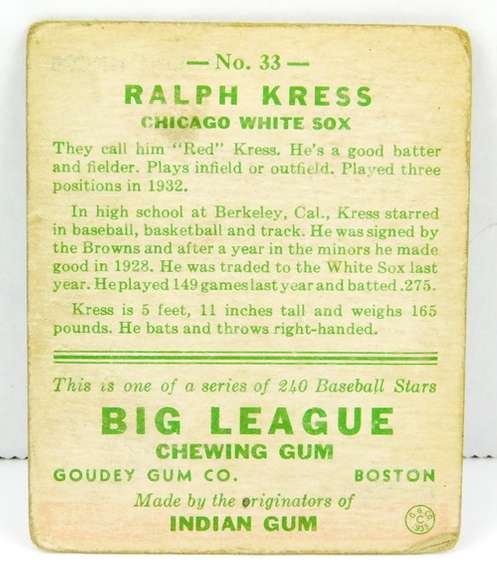 — No. 33 —
RALPH KRESS
CHICAGO WHITE SOX
They call him "Red" Kress. He's a good batter
and fielder. Plays infield or outfield. Played three
positions in 1932.
In high school at Berkeley, Cal., Kress starred
in baseball, basketball and track. He was signed by
the Browns and after a year in the minors he made
good in 1928. He was traded to the White Sox last
year. He played 149 games last year and batted .275.
Kress is 5 feet, 11 inches tall and weighs 165
pounds. He bats and throws right-handed.
This is one of a series of 240 Baseball Stars
BIG LEAGUE
CHEWING GUM
GOUDEY GUM CO. BOSTON
Made by the originators of
INDIAN GUM
C